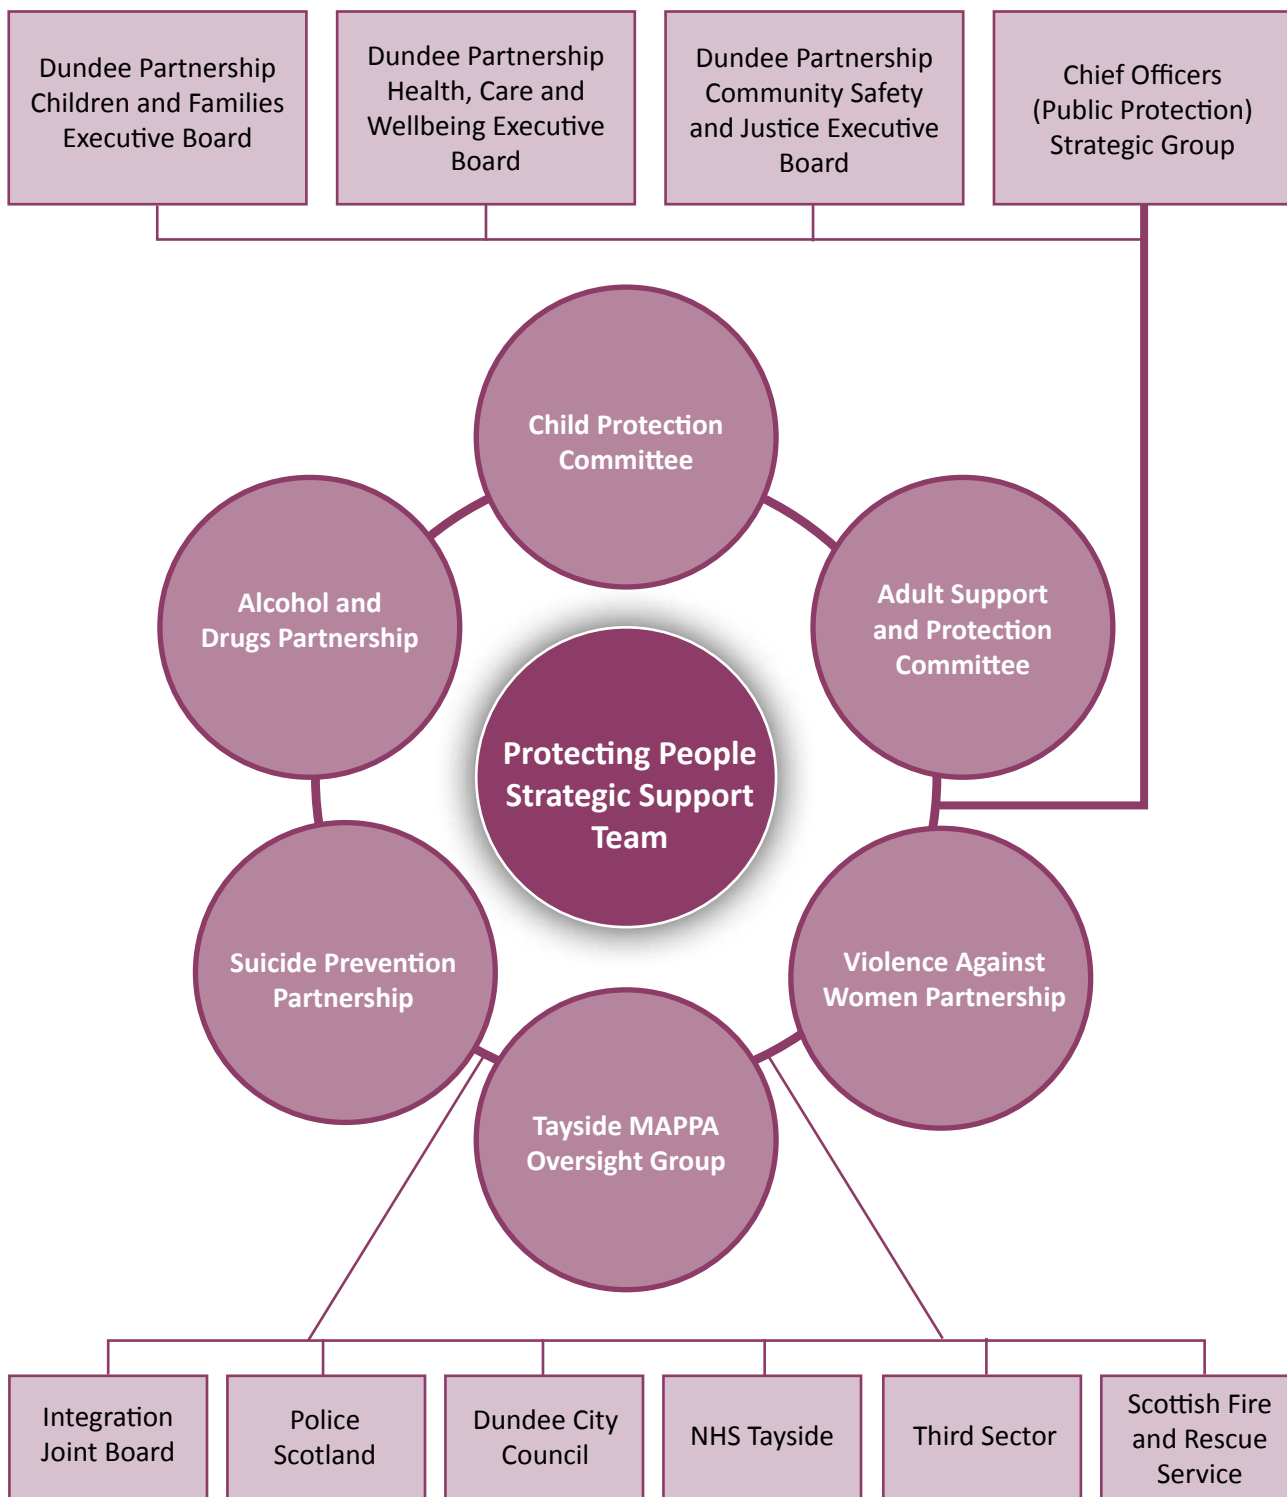 Dundee Partnership
Children and Families
Executive Board
Dundee Partnership
Health, Care and
Wellbeing Executive
Board
Dundee Partnership
Community Safety
and Justice Executive
Board
Chief Officers
(Public Protection)
Strategic Group
Child Protection
Committee
Alcohol and
Drugs Partnership
Adult Support
and Protection
Committee
Protecting People
Strategic Support
Team
Suicide Prevention
Partnership
Violence Against
Women Partnership
Tayside MAPPA
Oversight Group
Integration
Joint Board
Police
Scotland
Dundee City
Council
NHS Tayside
Third Sector
Scottish Fire
and Rescue
Service